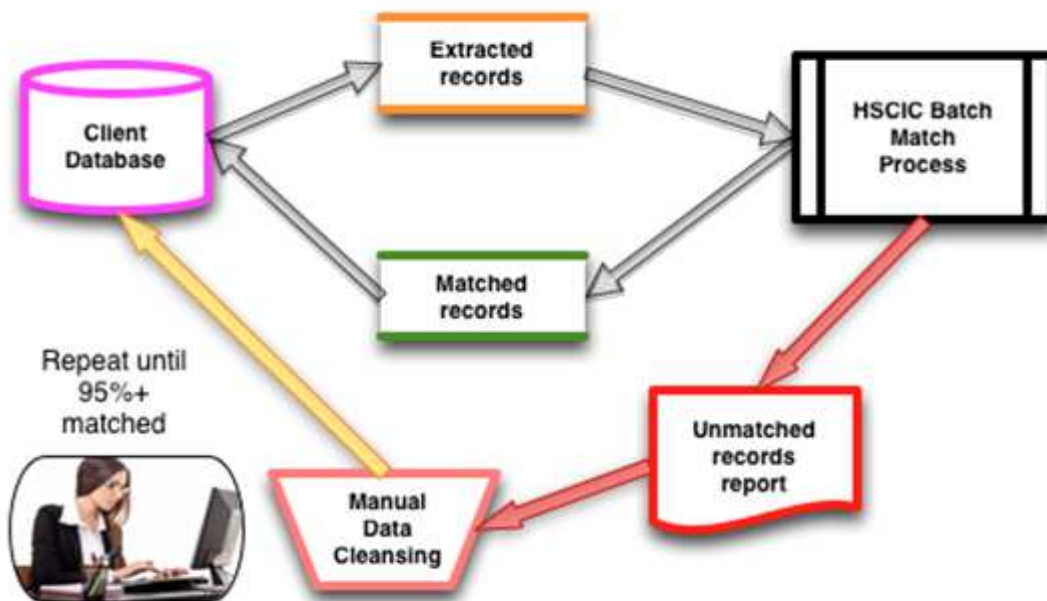 Extracted
records
Client
Database
HSCIC Batch
Match
Process
Matched
records
Repeat until
95%+
matched
Unmatched
records
report
Manual
Data
Cleansing